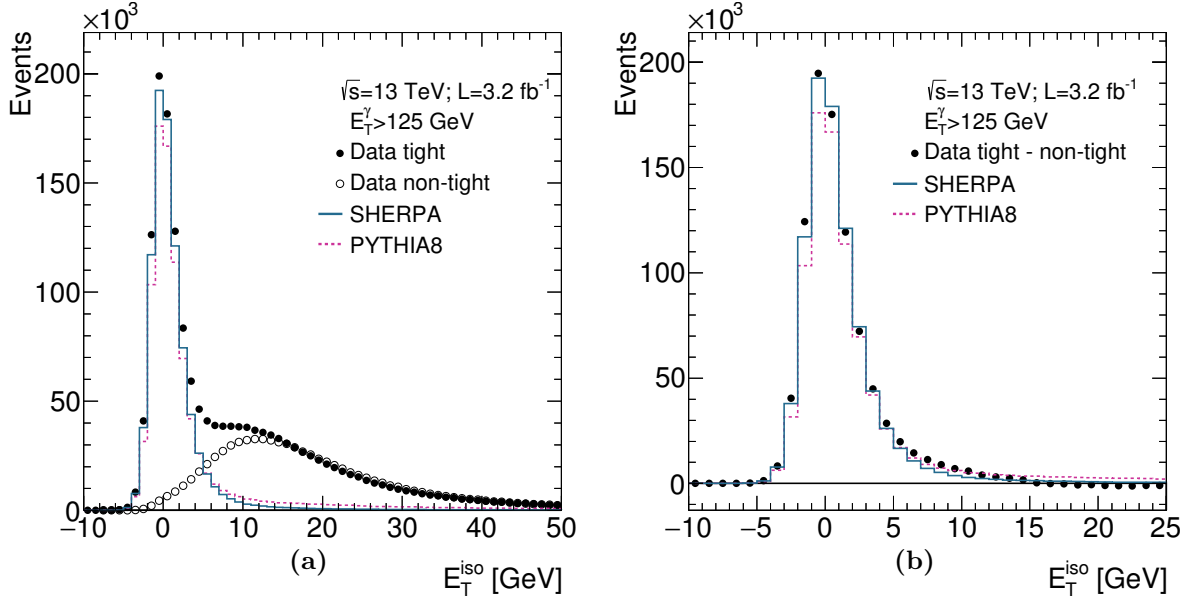 ×10³
Events
200
150
100
50
0
√s=13 TeV; L=3.2 fb⁻¹
E_T^γ>125 GeV
Data tight
Data non-tight
SHERPA
PYTHIA8
−10 0 10 20 30 40 50
E_T^iso [GeV]
(a)
×10³
Events
200
150
100
50
0
√s=13 TeV; L=3.2 fb⁻¹
E_T^γ>125 GeV
Data tight - non-tight
SHERPA
PYTHIA8
−10 −5 0 5 10 15 20 25
E_T^iso [GeV]
(b)